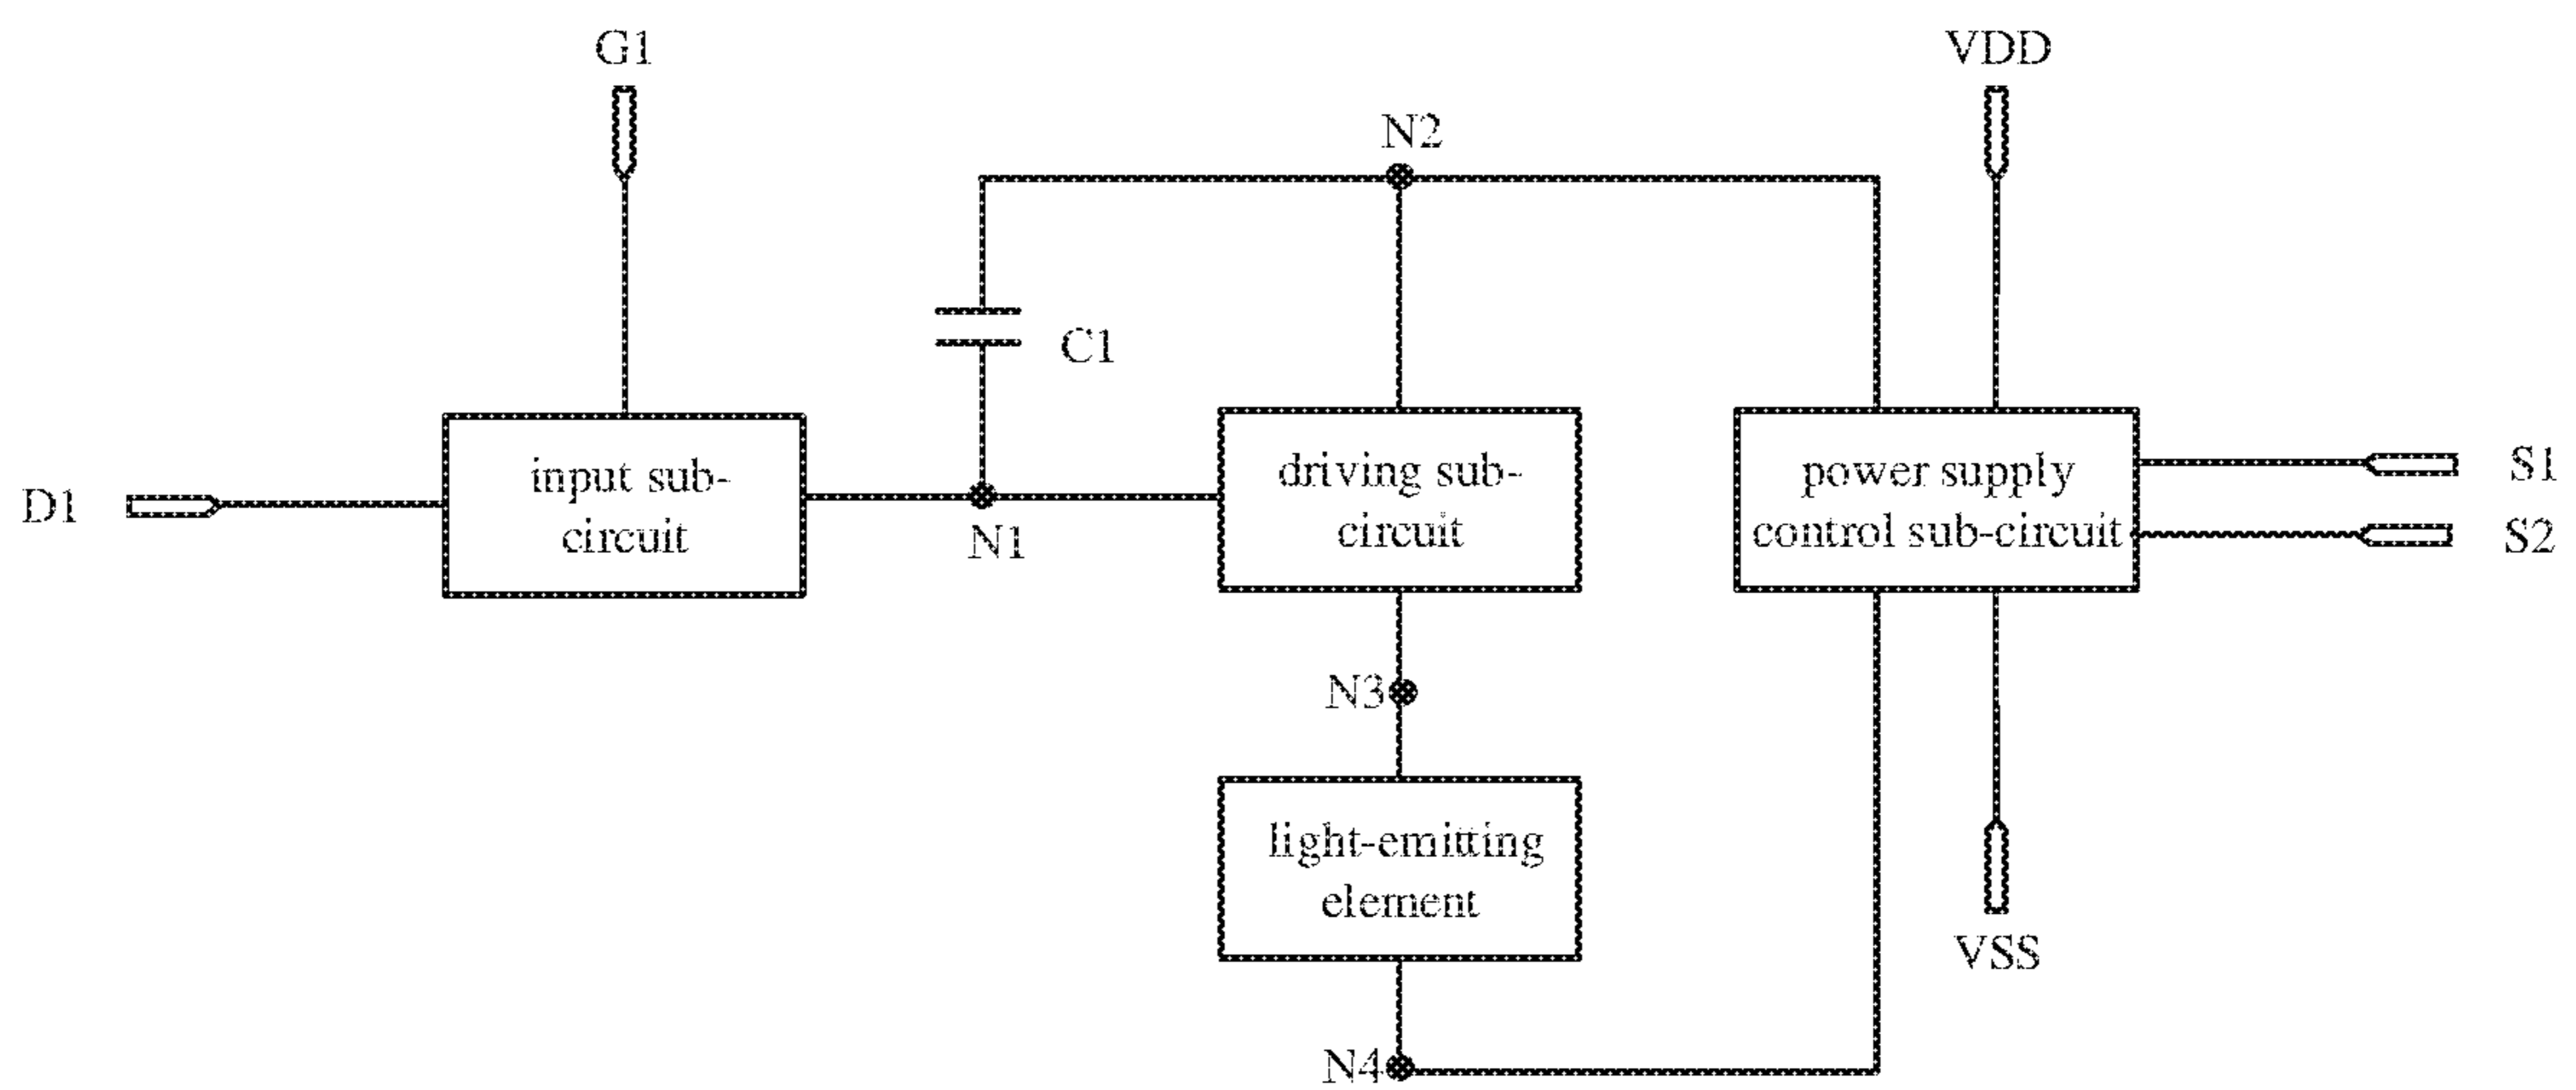 G1
VDD
N2
C1
input sub-
circuit
driving sub-
circuit
power supply
control sub-circuit
S1
S2
D1
N1
N3
light-emitting
element
VSS
N4